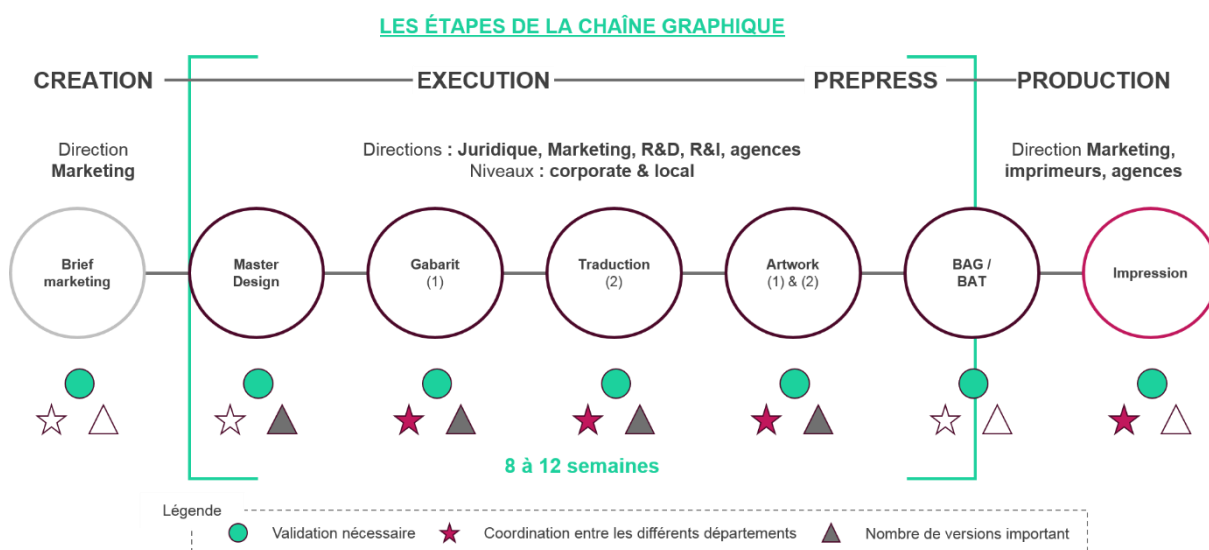 LES ÉTAPES DE LA CHAÎNE GRAPHIQUE
CREATION
EXECUTION
PREPRESS
PRODUCTION
Direction
Marketing
Directions : Juridique, Marketing, R&D, R&I, agences
Niveaux : corporate & local
Direction Marketing,
imprimeurs, agences
Brief
marketing
Master
Design
Gabarit
(1)
Traduction
(2)
Artwork
(1) & (2)
BAG /
BAT
Impression
8 à 12 semaines
Légende
Validation nécessaire
Coordination entre les différents départements
Nombre de versions important